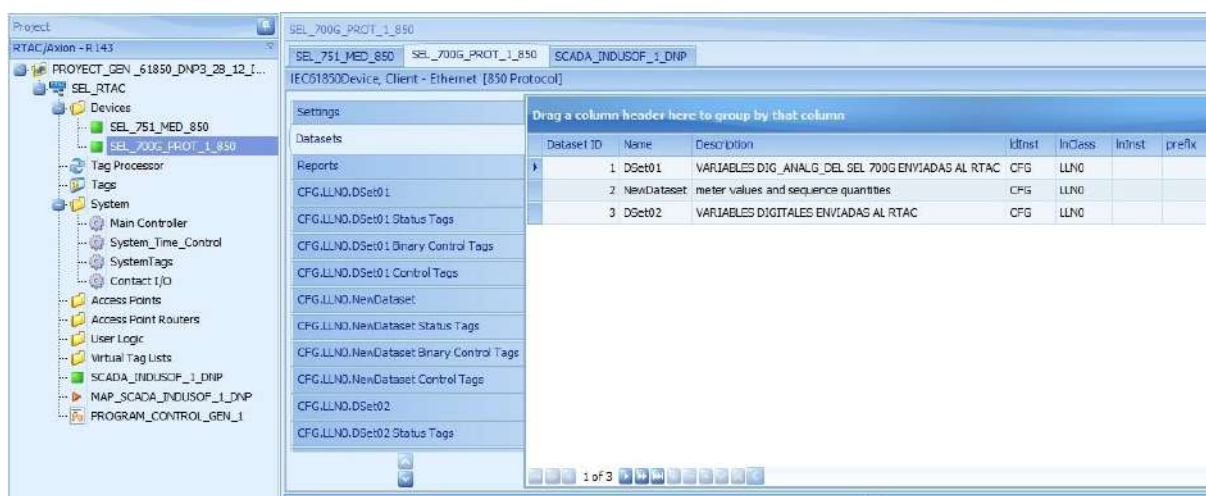 Project
RTAC/Axion - R143
PROYECT_GEN _61850_DNP3_28_12_I...
SEL_RTAC
Devices
SEL_751_MED_850
SEL_700G_PROT_1_850
Tag Processor
Tags
System
Main Controller
System_Time_Control
SystemTags
Contact I/O
Access Points
Access Point Routers
User Logic
Virtual Tag Lists
SCADA_INDUSOF_1_DNP
MAP_SCADA_INDUSOF_1_DNP
PROGRAM_CONTROL_GEN_1
SEL_700G_PROT_1_850
SEL_751_MED_850 SEL_700G_PROT_1_850 SCADA_INDUSOF_1_DNP
IEC61850Device, Client - Ethernet [850 Protocol]
Settings
Datasets
Reports
CFG.LLN0.DSet01
CFG.LLN0.DSet01 Status Tags
CFG.LLN0.DSet01 Binary Control Tags
CFG.LLN0.DSet01 Control Tags
CFG.LLN0.NewDataset
CFG.LLN0.NewDataset Status Tags
CFG.LLN0.NewDataset Binary Control Tags
CFG.LLN0.NewDataset Control Tags
CFG.LLN0.DSet02
CFG.LLN0.DSet02 Status Tags
Drag a column header here to group by that column
Dataset ID Name Description ldInst lnClass lnInst prefix
1 DSet01 VARIABLES DIG_ANALG_DEL SEL 700G ENVIADAS AL RTAC CFG LLN0
2 NewDataset meter values and sequence quantities CFG LLN0
3 DSet02 VARIABLES DIGITALES ENVIADAS AL RTAC CFG LLN0
1 of 3